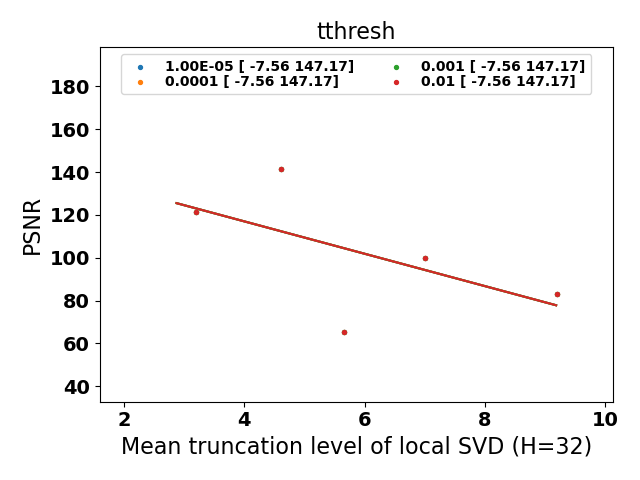 tthresh
1.00E-05 [ -7.56 147.17]
0.0001 [ -7.56 147.17]
0.001 [ -7.56 147.17]
0.01 [ -7.56 147.17]
PSNR
180
160
140
120
100
80
60
40
2 4 6 8 10
Mean truncation level of local SVD (H=32)